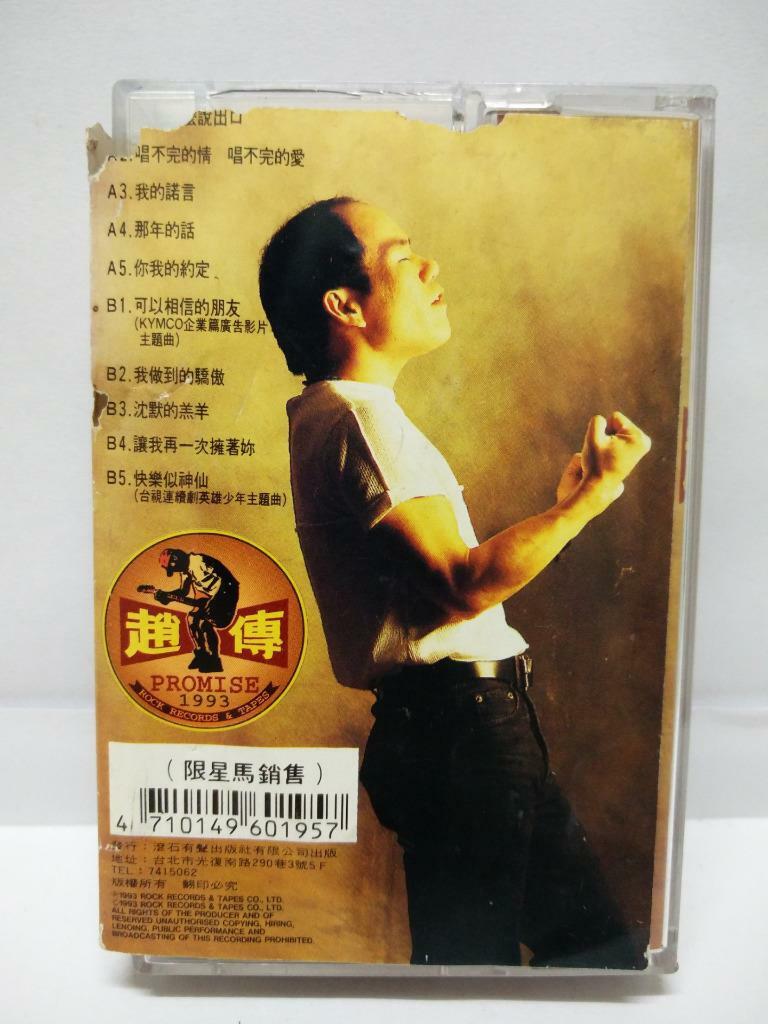 說出口
A2.唱不完的情 唱不完的愛
A3.我的諾言
A4.那年的話
A5.你我的約定
B1.可以相信的朋友
(KYMCO企業篇廣告影片
主題曲)
B2.我做到的驕傲
B3.沈默的羔羊
B4.讓我再一次擁著妳
B5.快樂似神仙
(台視連續劇英雄少年主題曲)
趙傳
PROMISE
1993
ROCK RECORDS & TAPES
(限星馬銷售)
4 710149 601957
發行：滾石有聲出版社有限公司出版
地址：台北市光復南路290巷3號5F
TEL：7415062
版權所有 翻印必究
℗1993 ROCK RECORDS & TAPES CO., LTD.
©1993 ROCK RECORDS & TAPES CO., LTD.
ALL RIGHTS OF THE PRODUCER AND OF
RESERVED UNAUTHORISED COPYING, HIRING,
LENDING, PUBLIC PERFORMANCE AND
BROADCASTING OF THIS RECORDING PROHIBITED.